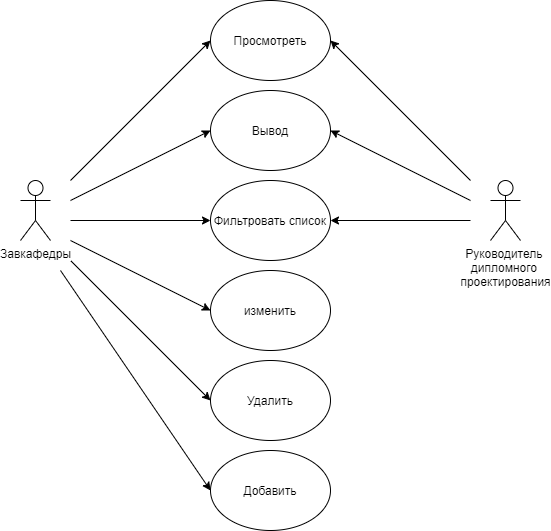 Просмотреть
Вывод
Фильтровать список
Завкафедры
Руководитель
дипломного
проектирования
изменить
Удалить
Добавить